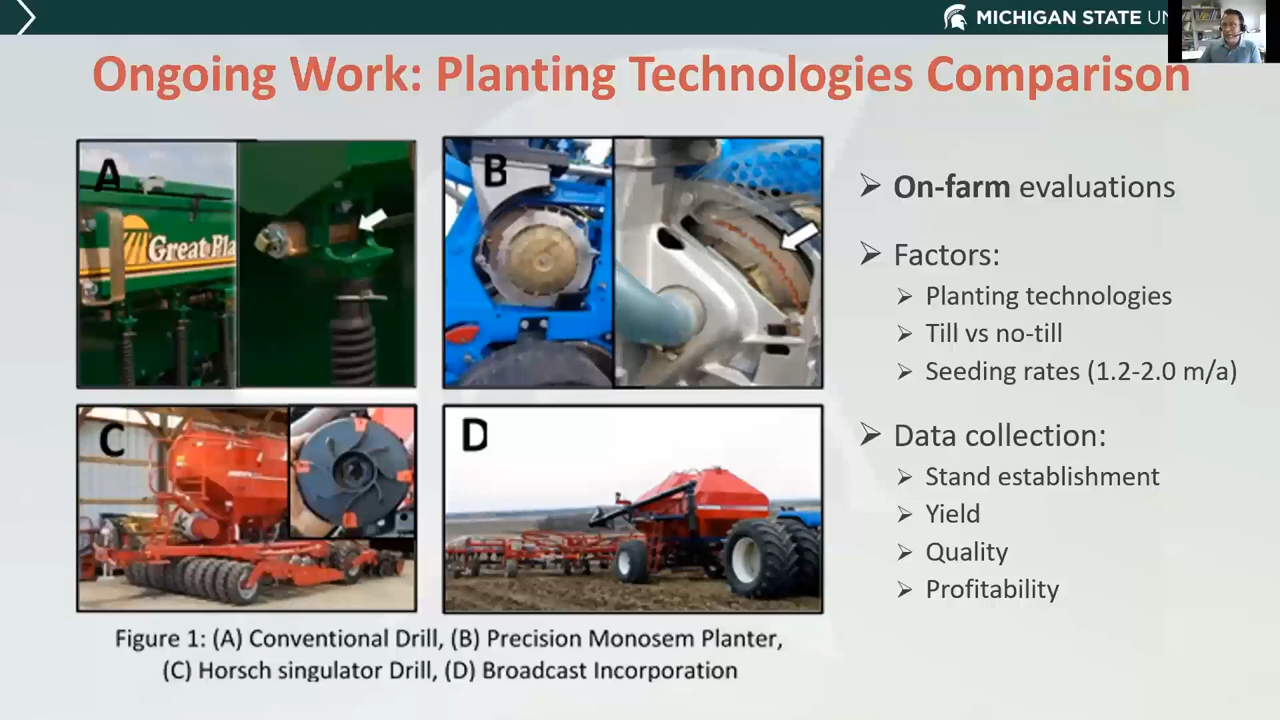 MICHIGAN STATE
Ongoing Work: Planting Technologies Comparison
A
Great Pla
B
C
D
Figure 1: (A) Conventional Drill, (B) Precision Monosem Planter,
(C) Horsch singulator Drill, (D) Broadcast Incorporation
On-farm evaluations
Factors:
Planting technologies
Till vs no-till
Seeding rates (1.2-2.0 m/a)
Data collection:
Stand establishment
Yield
Quality
Profitability